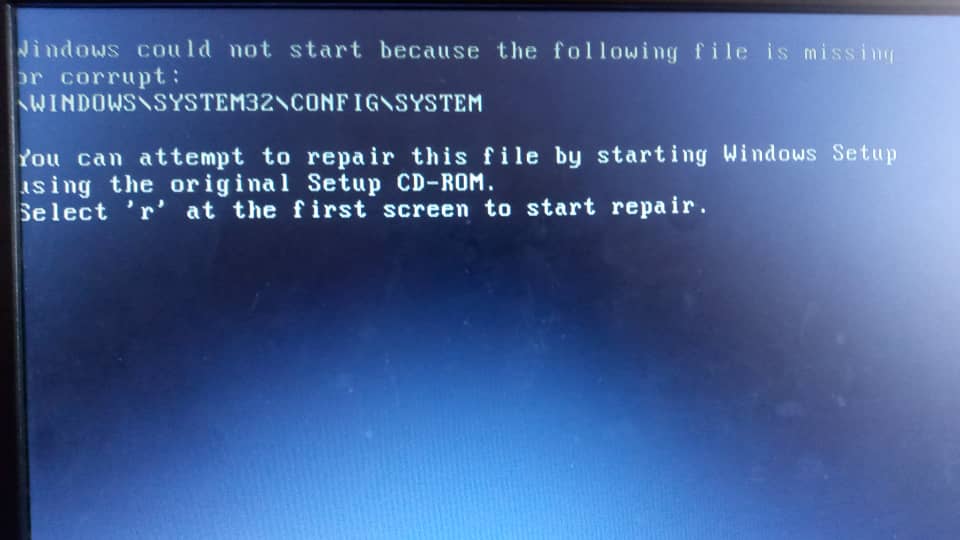 Windows could not start because the following file is missing
or corrupt:
\WINDOWS\SYSTEM32\CONFIG\SYSTEM
You can attempt to repair this file by starting Windows Setup
using the original Setup CD-ROM.
Select 'r' at the first screen to start repair.